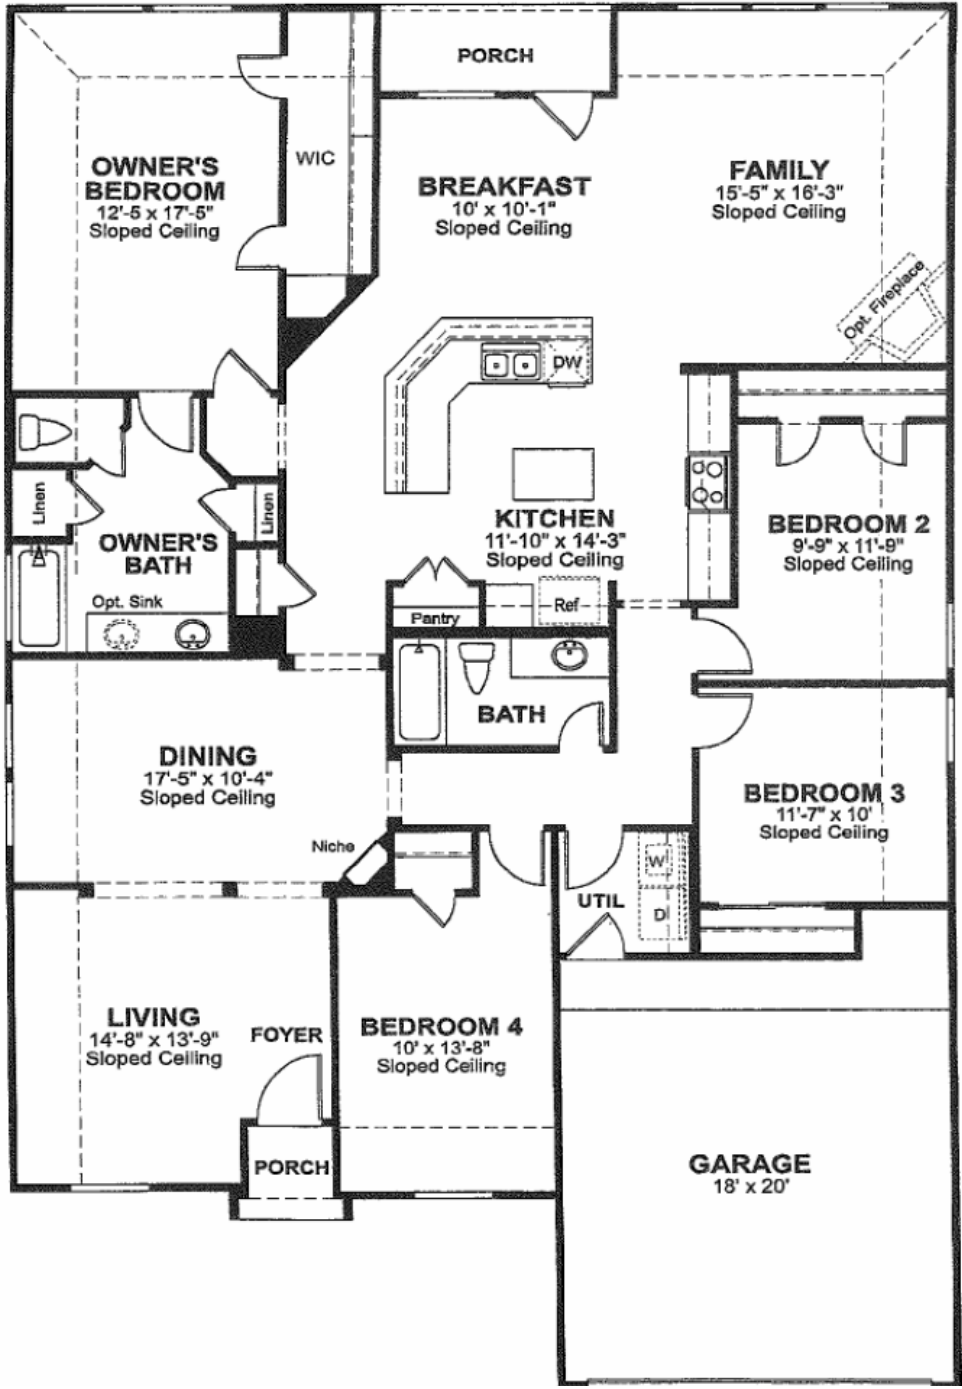 PORCH
WIC
OWNER'S
BEDROOM
12'-5 x 17'-5"
Sloped Ceiling
BREAKFAST
10' x 10'-1"
Sloped Ceiling
FAMILY
15'-5" x 16'-3"
Sloped Ceiling
Opt. Fireplace
DW
Linen
Linen
OWNER'S
BATH
Opt. Sink
KITCHEN
11'-10" x 14'-3"
Sloped Ceiling
BEDROOM 2
9'-9" x 11'-9"
Sloped Ceiling
Pantry
Ref
BATH
DINING
17'-5" x 10'-4"
Sloped Ceiling
BEDROOM 3
11'-7" x 10'
Sloped Ceiling
Niche
W
UTIL
D
LIVING
14'-8" x 13'-9"
Sloped Ceiling
FOYER
BEDROOM 4
10' x 13'-8"
Sloped Ceiling
PORCH
GARAGE
18' x 20'